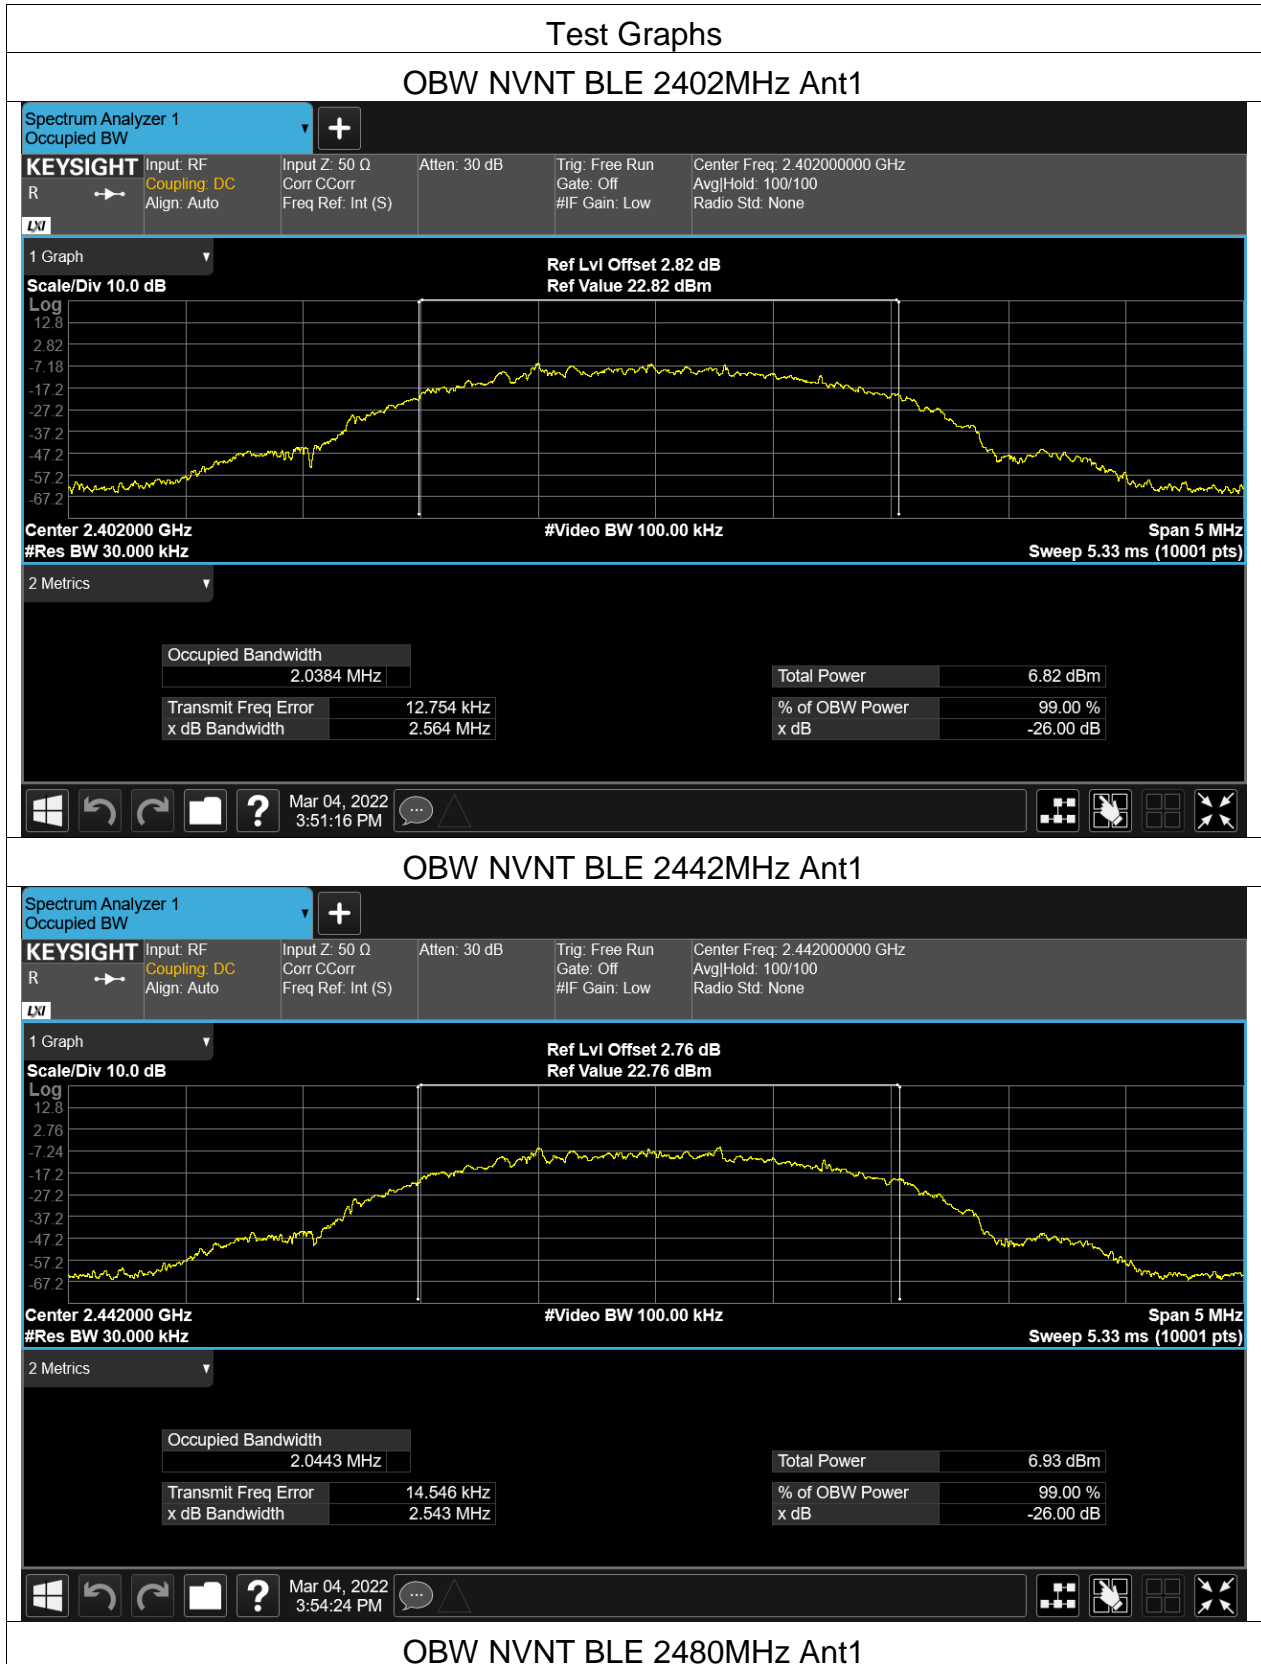 Test Graphs
OBW NVNT BLE 2402MHz Ant1
Spectrum Analyzer 1
Occupied BW
KEYSIGHT Input: RF Input Z: 50 Ω Atten: 30 dB Trig: Free Run Center Freq: 2.402000000 GHz
R Coupling: DC Corr CCorr Gate: Off Avg|Hold: 100/100
Align: Auto Freq Ref: Int (S) #IF Gain: Low Radio Std: None
LXI
1 Graph
Ref Lvl Offset 2.82 dB
Scale/Div 10.0 dB Ref Value 22.82 dBm
Log
12.8
2.82
-7.18
-17.2
-27.2
-37.2
-47.2
-57.2
-67.2
Center 2.402000 GHz #Video BW 100.00 kHz Span 5 MHz
#Res BW 30.000 kHz Sweep 5.33 ms (10001 pts)
2 Metrics
Occupied Bandwidth
2.0384 MHz Total Power 6.82 dBm
Transmit Freq Error 12.754 kHz % of OBW Power 99.00 %
x dB Bandwidth 2.564 MHz x dB -26.00 dB
Mar 04, 2022
3:51:16 PM
OBW NVNT BLE 2442MHz Ant1
Spectrum Analyzer 1
Occupied BW
KEYSIGHT Input: RF Input Z: 50 Ω Atten: 30 dB Trig: Free Run Center Freq: 2.442000000 GHz
R Coupling: DC Corr CCorr Gate: Off Avg|Hold: 100/100
Align: Auto Freq Ref: Int (S) #IF Gain: Low Radio Std: None
LXI
1 Graph
Ref Lvl Offset 2.76 dB
Scale/Div 10.0 dB Ref Value 22.76 dBm
Log
12.8
2.76
-7.24
-17.2
-27.2
-37.2
-47.2
-57.2
-67.2
Center 2.442000 GHz #Video BW 100.00 kHz Span 5 MHz
#Res BW 30.000 kHz Sweep 5.33 ms (10001 pts)
2 Metrics
Occupied Bandwidth
2.0443 MHz Total Power 6.93 dBm
Transmit Freq Error 14.546 kHz % of OBW Power 99.00 %
x dB Bandwidth 2.543 MHz x dB -26.00 dB
Mar 04, 2022
3:54:24 PM
OBW NVNT BLE 2480MHz Ant1